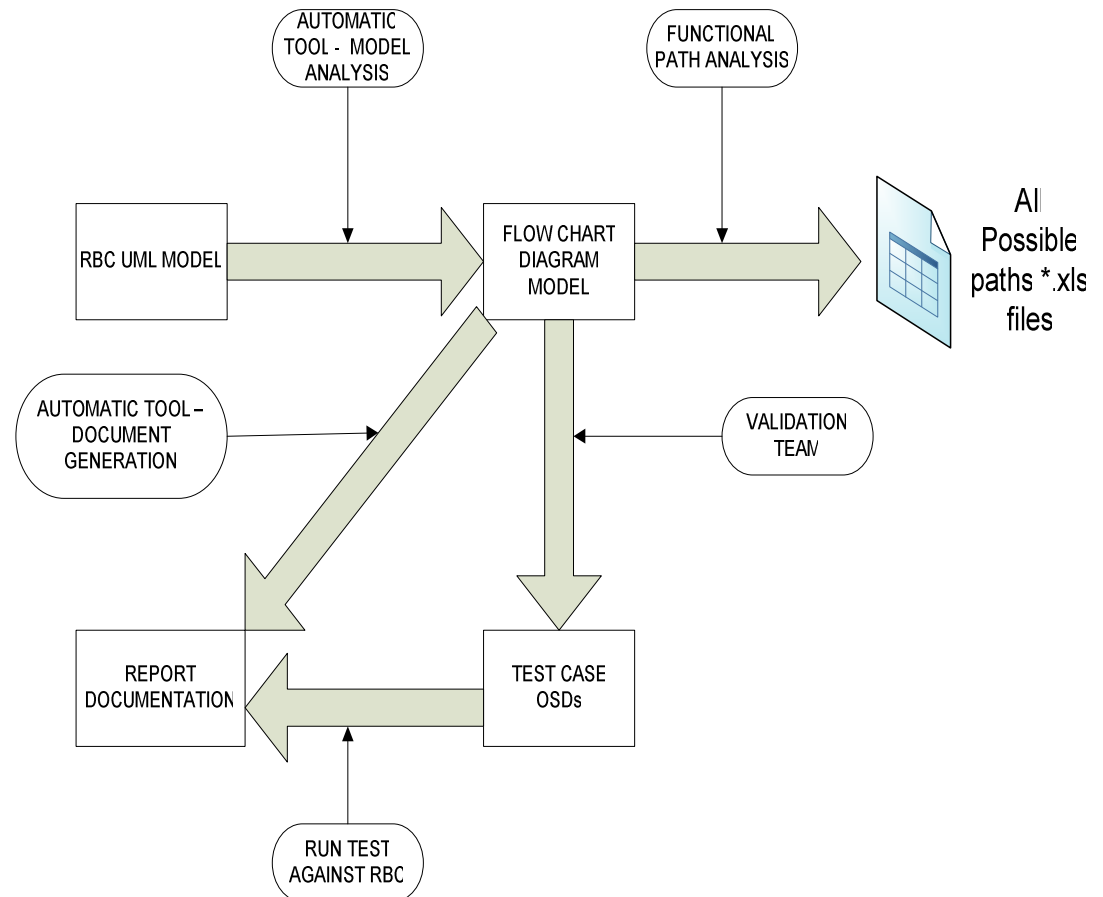 AUTOMATIC
TOOL - MODEL
ANALYSIS
FUNCTIONAL
PATH ANALYSIS
RBC UML MODEL
FLOW CHART
DIAGRAM
MODEL
All
Possible
paths *.xls
files
AUTOMATIC TOOL –
DOCUMENT
GENERATION
VALIDATION
TEAM
REPORT
DOCUMENTATION
TEST CASE
OSDs
RUN TEST
AGAINST RBC